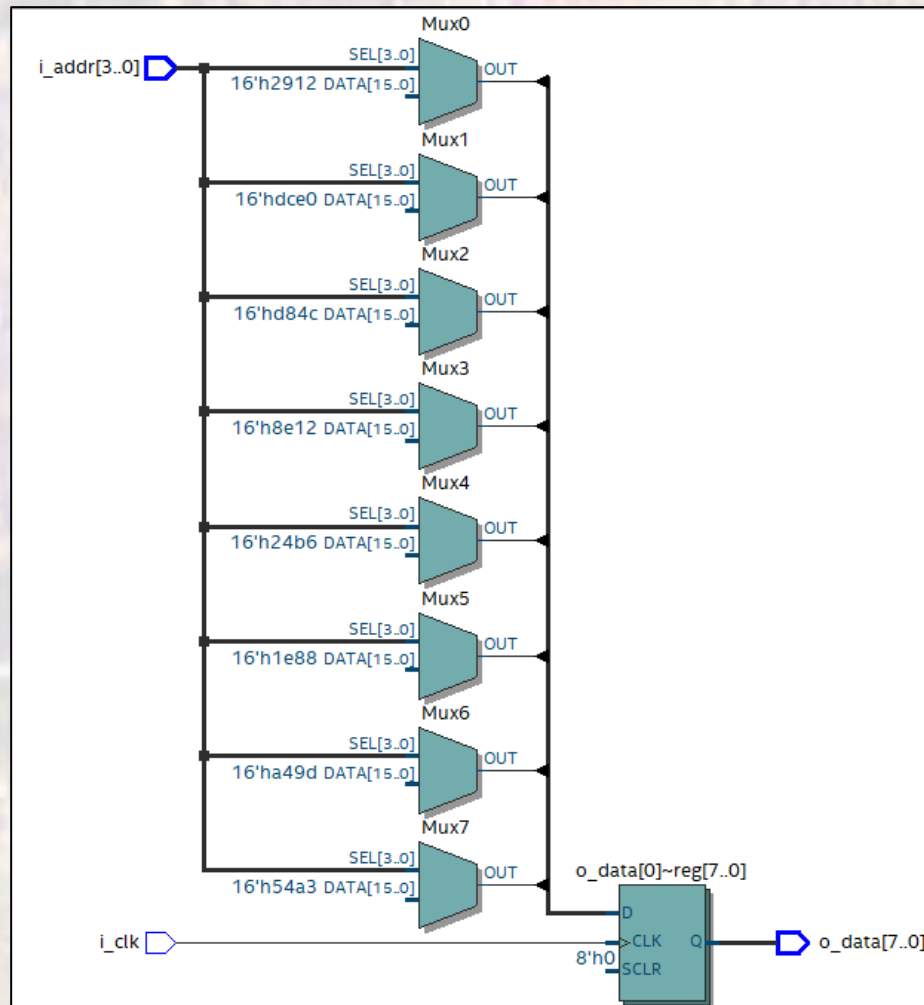 Mux0
SEL[3..0]
i_addr[3..0]
OUT
16'h2912 DATA[15..0]
Mux1
SEL[3..0]
OUT
16'hdce0 DATA[15..0]
Mux2
SEL[3..0]
OUT
16'hd84c DATA[15..0]
Mux3
SEL[3..0]
OUT
16'h8e12 DATA[15..0]
Mux4
SEL[3..0]
OUT
16'h24b6 DATA[15..0]
Mux5
SEL[3..0]
OUT
16'h1e88 DATA[15..0]
Mux6
SEL[3..0]
OUT
16'ha49d DATA[15..0]
Mux7
SEL[3..0]
OUT
16'h54a3 DATA[15..0]
o_data[0]~reg[7..0]
D
i_clk
CLK
Q
o_data[7..0]
8'h0
SCLR